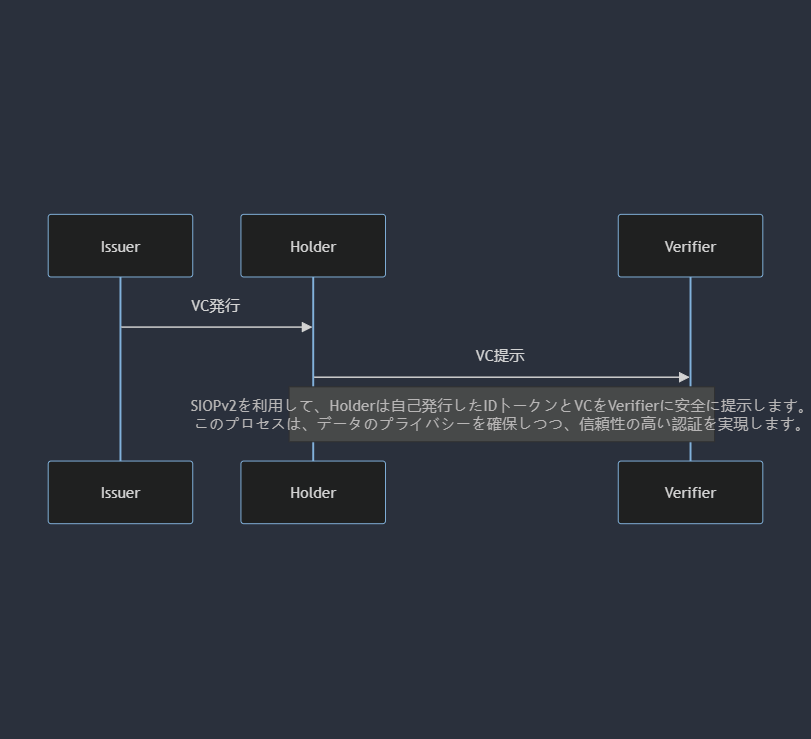 Issuer
Holder
Verifier
VC発行
VC提示
SIOPv2を利用して、Holderは自己発行したIDトークンとVCをVerifierに安全に提示します。
このプロセスは、データのプライバシーを確保しつつ、信頼性の高い認証を実現します。
Issuer
Holder
Verifier